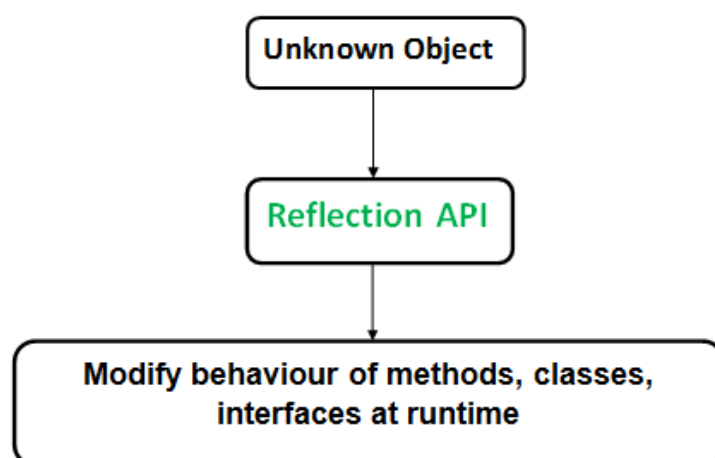 Unknown Object
Reflection API
Modify behaviour of methods, classes,
interfaces at runtime